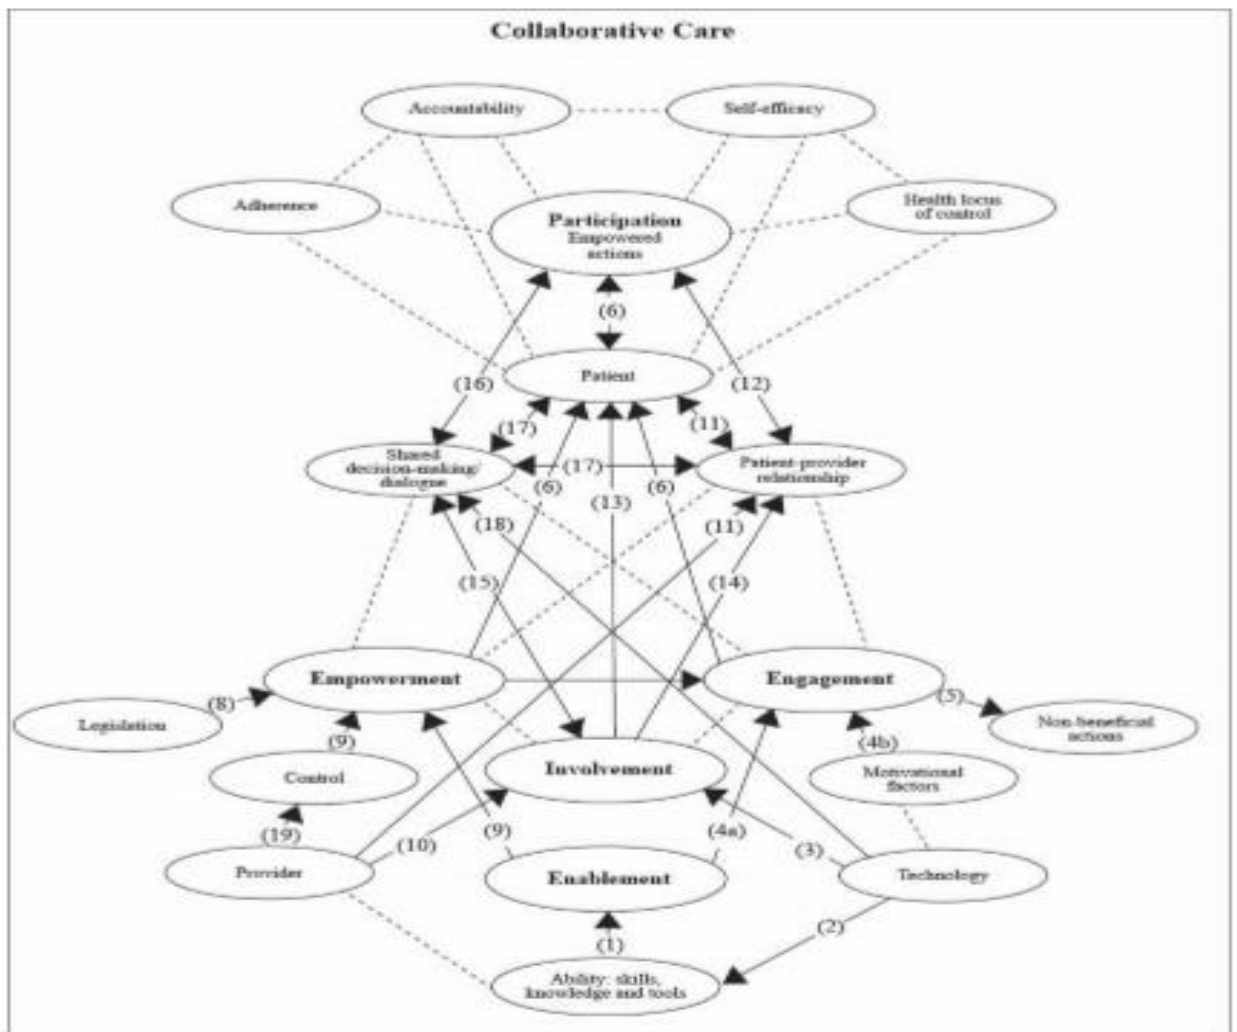 Collaborative Care
Accountability
Self-efficacy
Adherence
Health locus
of control
Participation
Empowered
actions
(6)
Patient
(16)
(12)
(17)
(11)
Shared
decision-making/
dialogue
(17)
Patient-provider
relationship
(6)
(13)
(6)
(18)
(11)
(15)
(14)
Empowerment
Engagement
(8)
(5)
Legislation
Non-beneficial
actions
(9)
(4b)
Involvement
Control
Motivational
factors
(19)
(10)
(9)
(4a)
(3)
Provider
Enablement
Technology
(2)
(1)
Ability: skills,
knowledge and tools